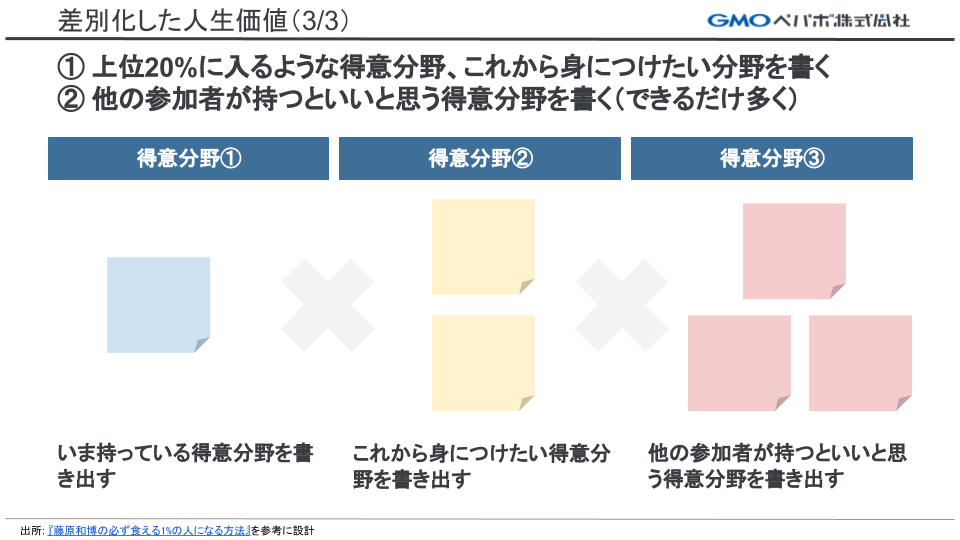 差別化した人生価値（3/3）
GMOペパボ株式会社
① 上位20%に入るような得意分野、これから身につけたい分野を書く
② 他の参加者が持つといいと思う得意分野を書く（できるだけ多く）
得意分野①
得意分野②
得意分野③
いま持っている得意分野を書
き出す
これから身につけたい得意分
野を書き出す
他の参加者が持つといいと思
う得意分野を書き出す
出所: 『藤原和博の必ず食える1%の人になる方法』を参考に設計